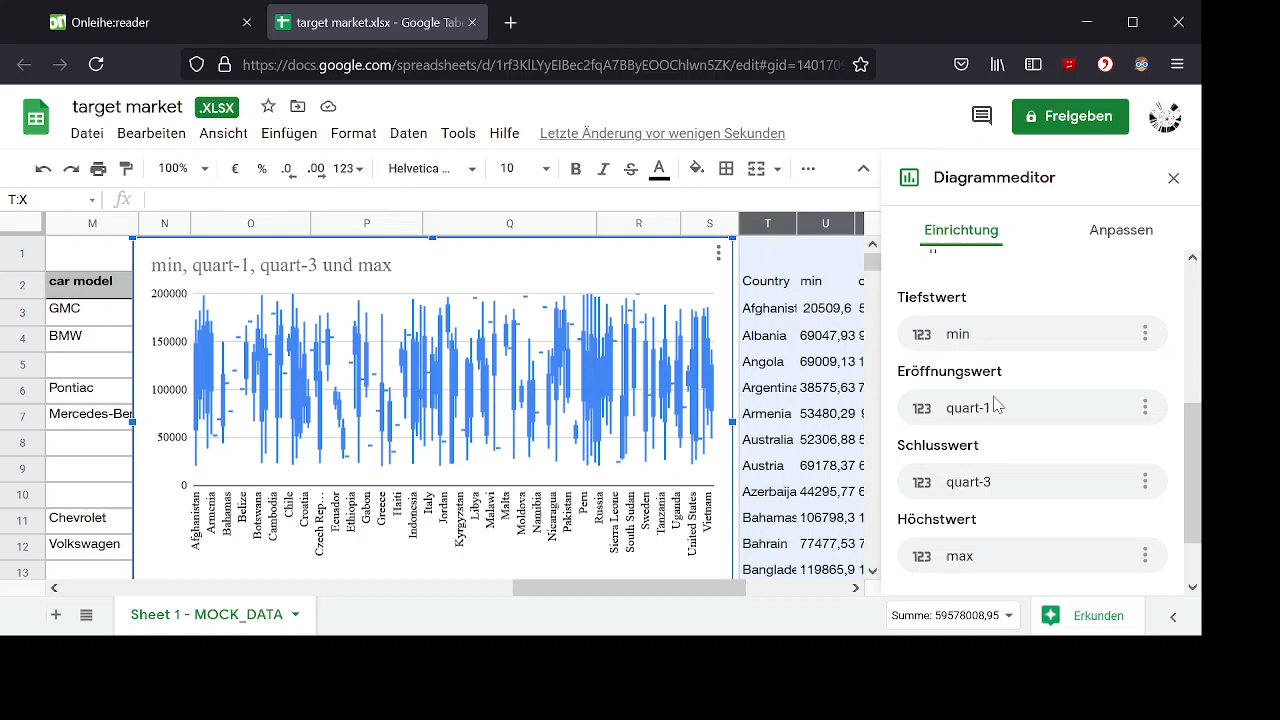 Onleihe:reader
target market.xlsx - Google Tabe
https://docs.google.com/spreadsheets/d/1rf3KlLYyEIBec2fqA7BByEOOChlwn5ZK/edit#gid=140170
target market .XLSX
Datei Bearbeiten Ansicht Einfügen Format Daten Tools Hilfe Letzte Änderung vor wenigen Sekunden
Freigeben
100% € % .0 .00 123 Helvetica ... 10 B I S A
T:X fx
M N O P Q R S T U
1
2 car model
3 GMC
4 BMW
5
6 Pontiac
7 Mercedes-Ber
8
9
10
11 Chevrolet
12 Volkswagen
13
min, quart-1, quart-3 und max
200000
150000
100000
50000
0
Afghanistan Armenia Bahamas Belize Botswana Cambodia Chile Croatia Czech Rep... Ecuador Ethiopia Gabon Greece Haiti Indonesia Italy Jordan Kyrgyzstan Libya Malawi Malta Moldova Namibia Nicaragua Pakistan Peru Russia Sierra Leone South Sudan Sweden Tanzania Uganda United States Vietnam
Country min
Afghanist 20509,6
Albania 69047,93
Angola 69009,13
Argentina 38575,63
Armenia 53480,29
Australia 52306,88
Austria 69178,37
Azerbaija 44295,77
Bahamas 106798,3
Bahrain 77477,53
Banglade 119865,9
Diagrammeditor
Einrichtung Anpassen
Tiefstwert
123 min
Eröffnungswert
123 quart-1
Schlusswert
123 quart-3
Höchstwert
123 max
Sheet 1 - MOCK_DATA
Summe: 59578008,95
Erkunden